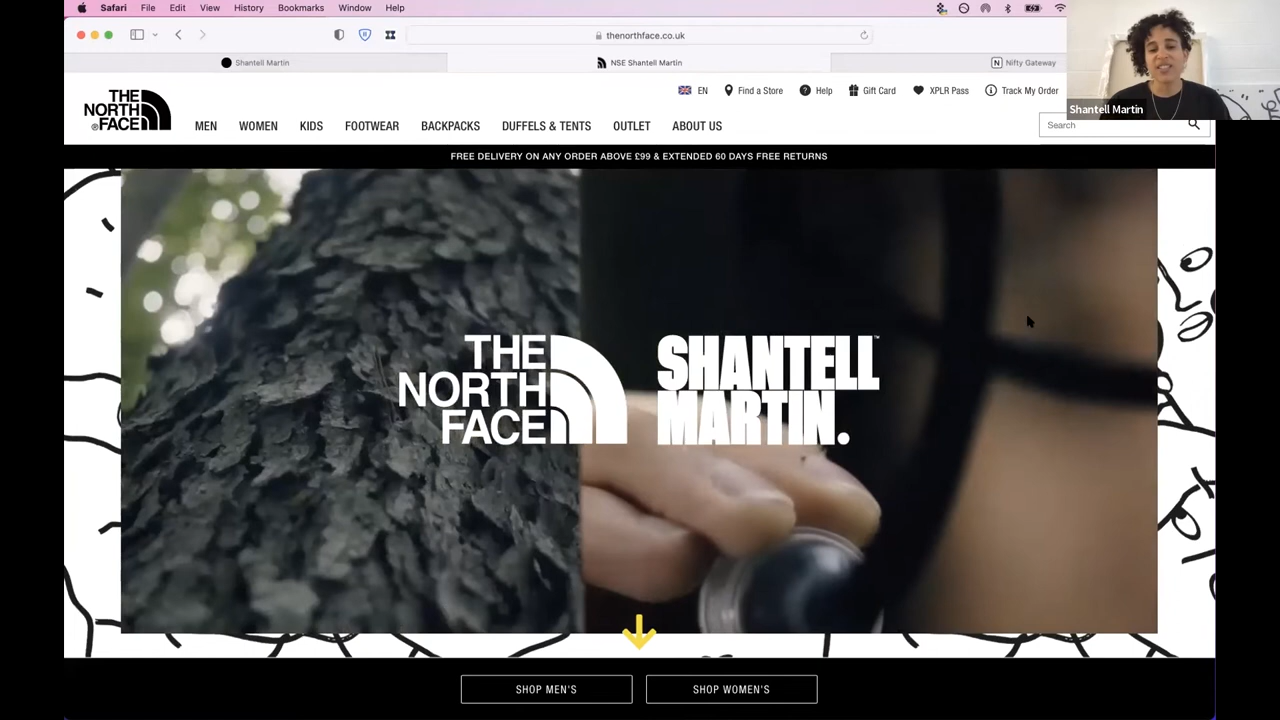 Safari File Edit View History Bookmarks Window Help
thenorthface.co.uk
Shantell Martin
NSE Shantell Martin
N Nifty Gateway
Shantell Martin
EN Find a Store Help Gift Card XPLR Pass Track My Order
THE
NORTH
FACE
MEN WOMEN KIDS FOOTWEAR BACKPACKS DUFFELS & TENTS OUTLET ABOUT US
Search
FREE DELIVERY ON ANY ORDER ABOVE £99 & EXTENDED 60 DAYS FREE RETURNS
THE
NORTH
FACE
SHANTELL™
MARTIN.
SHOP MEN'S
SHOP WOMEN'S